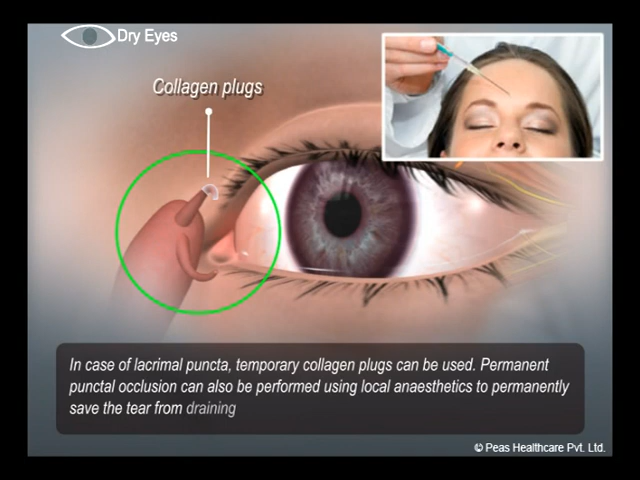 Dry Eyes
Collagen plugs
In case of lacrimal puncta, temporary collagen plugs can be used. Permanent
punctal occlusion can also be performed using local anaesthetics to permanently
save the tear from draining
© Peas Healthcare Pvt. Ltd.